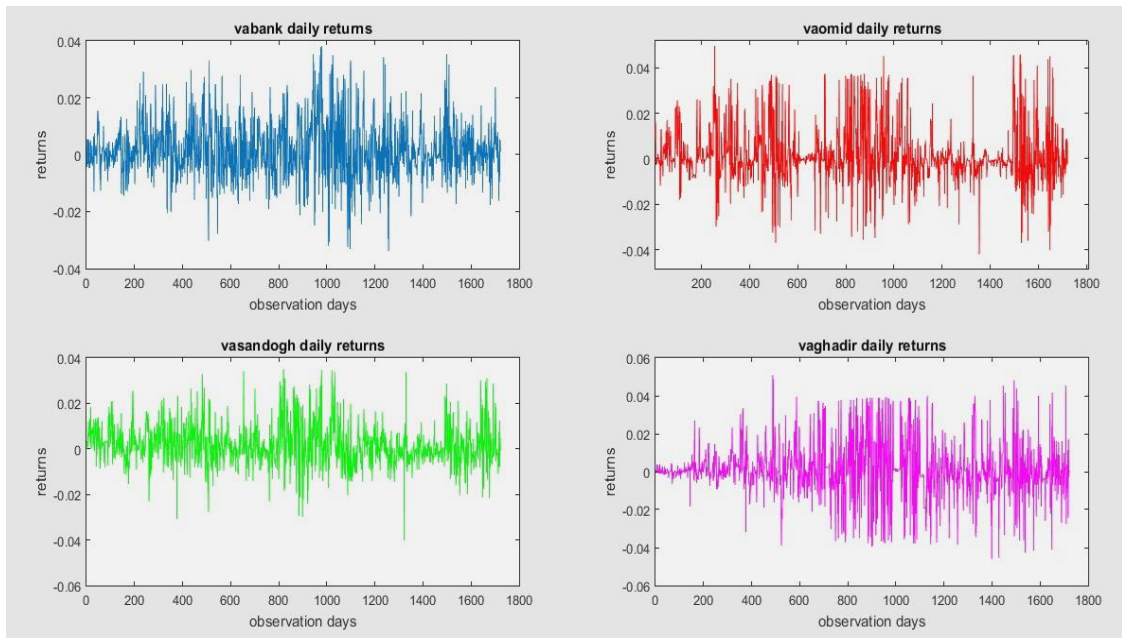 vabank daily returns
0.04
0.02
0
-0.02
-0.04
returns
0 200 400 600 800 1000 1200 1400 1600 1800
observation days
vaomid daily returns
0.04
0.02
0
-0.02
-0.04
returns
200 400 600 800 1000 1200 1400 1600 1800
observation days
vasandogh daily returns
0.04
0.02
0
-0.02
-0.04
-0.06
returns
0 200 400 600 800 1000 1200 1400 1600 1800
observation days
vaghadir daily returns
0.06
0.04
0.02
0
-0.02
-0.04
-0.06
returns
0 200 400 600 800 1000 1200 1400 1600 1800
observation days